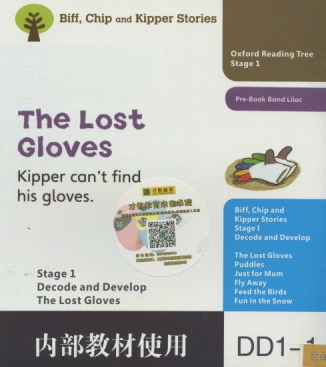 Biff, Chip and Kipper Stories
Oxford Reading Tree
Stage 1
Pre-Book Band Lilac
The Lost
Gloves
Kipper can't find
his gloves.
Biff, Chip and
Kipper Stories
Stage I
Decode and Develop
The Lost Gloves
Puddles
Just for Mum
Fly Away
Feed the Birds
Fun in the Snow
Stage 1
Decode and Develop
The Lost Gloves
内部教材使用
DD1-1